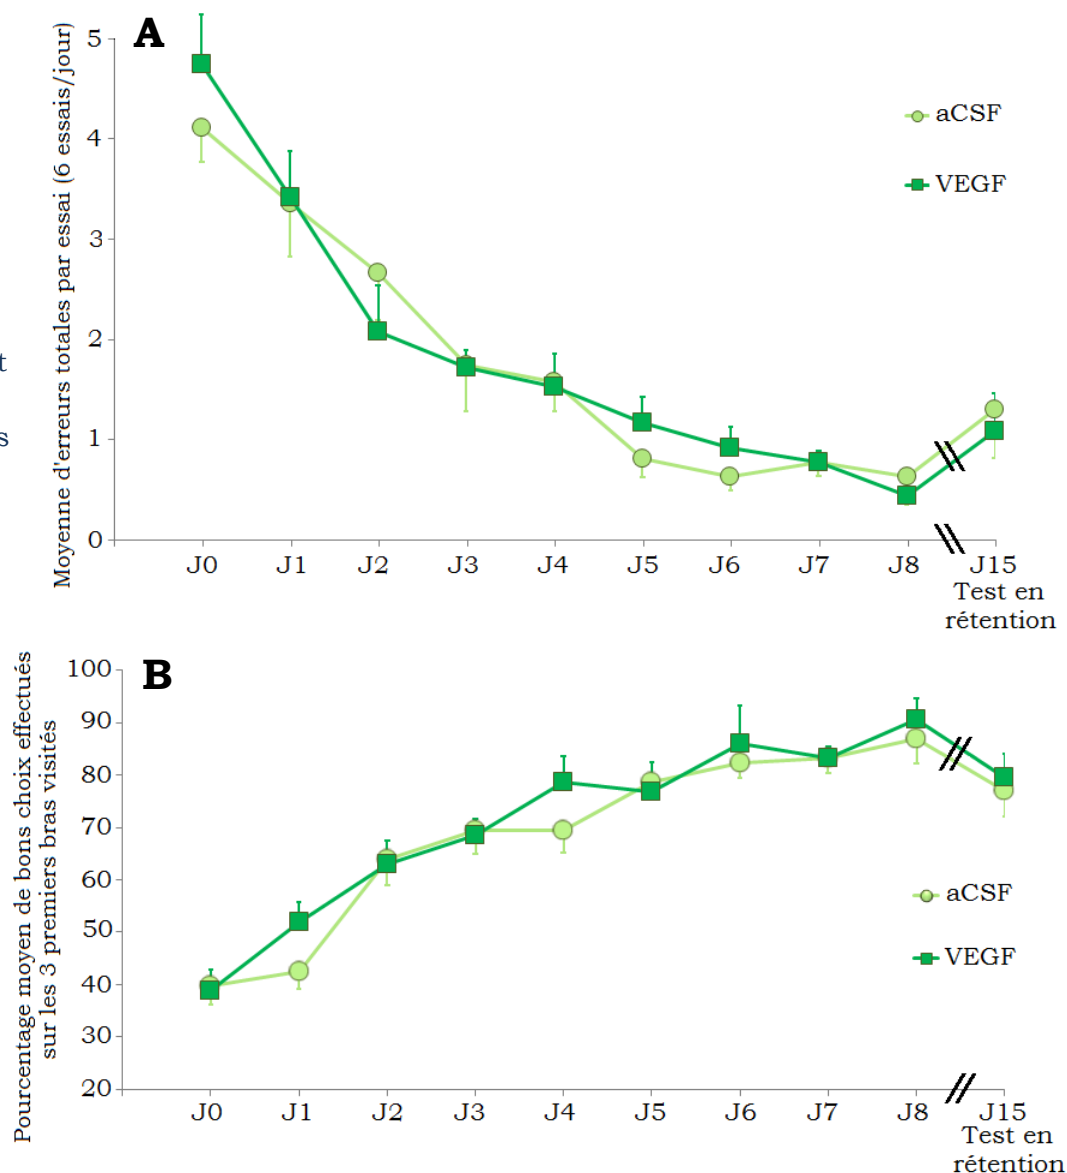 A
Moyenne d'erreurs totales par essai (6 essais/jour)
5
4
3
2
1
0
aCSF
VEGF
t
s
J0 J1 J2 J3 J4 J5 J6 J7 J8 J15
Test en
rétention
B
Pourcentage moyen de bons choix effectués
sur les 3 premiers bras visités
100
90
80
70
60
50
40
30
20
aCSF
VEGF
J0 J1 J2 J3 J4 J5 J6 J7 J8 J15
Test en
rétention